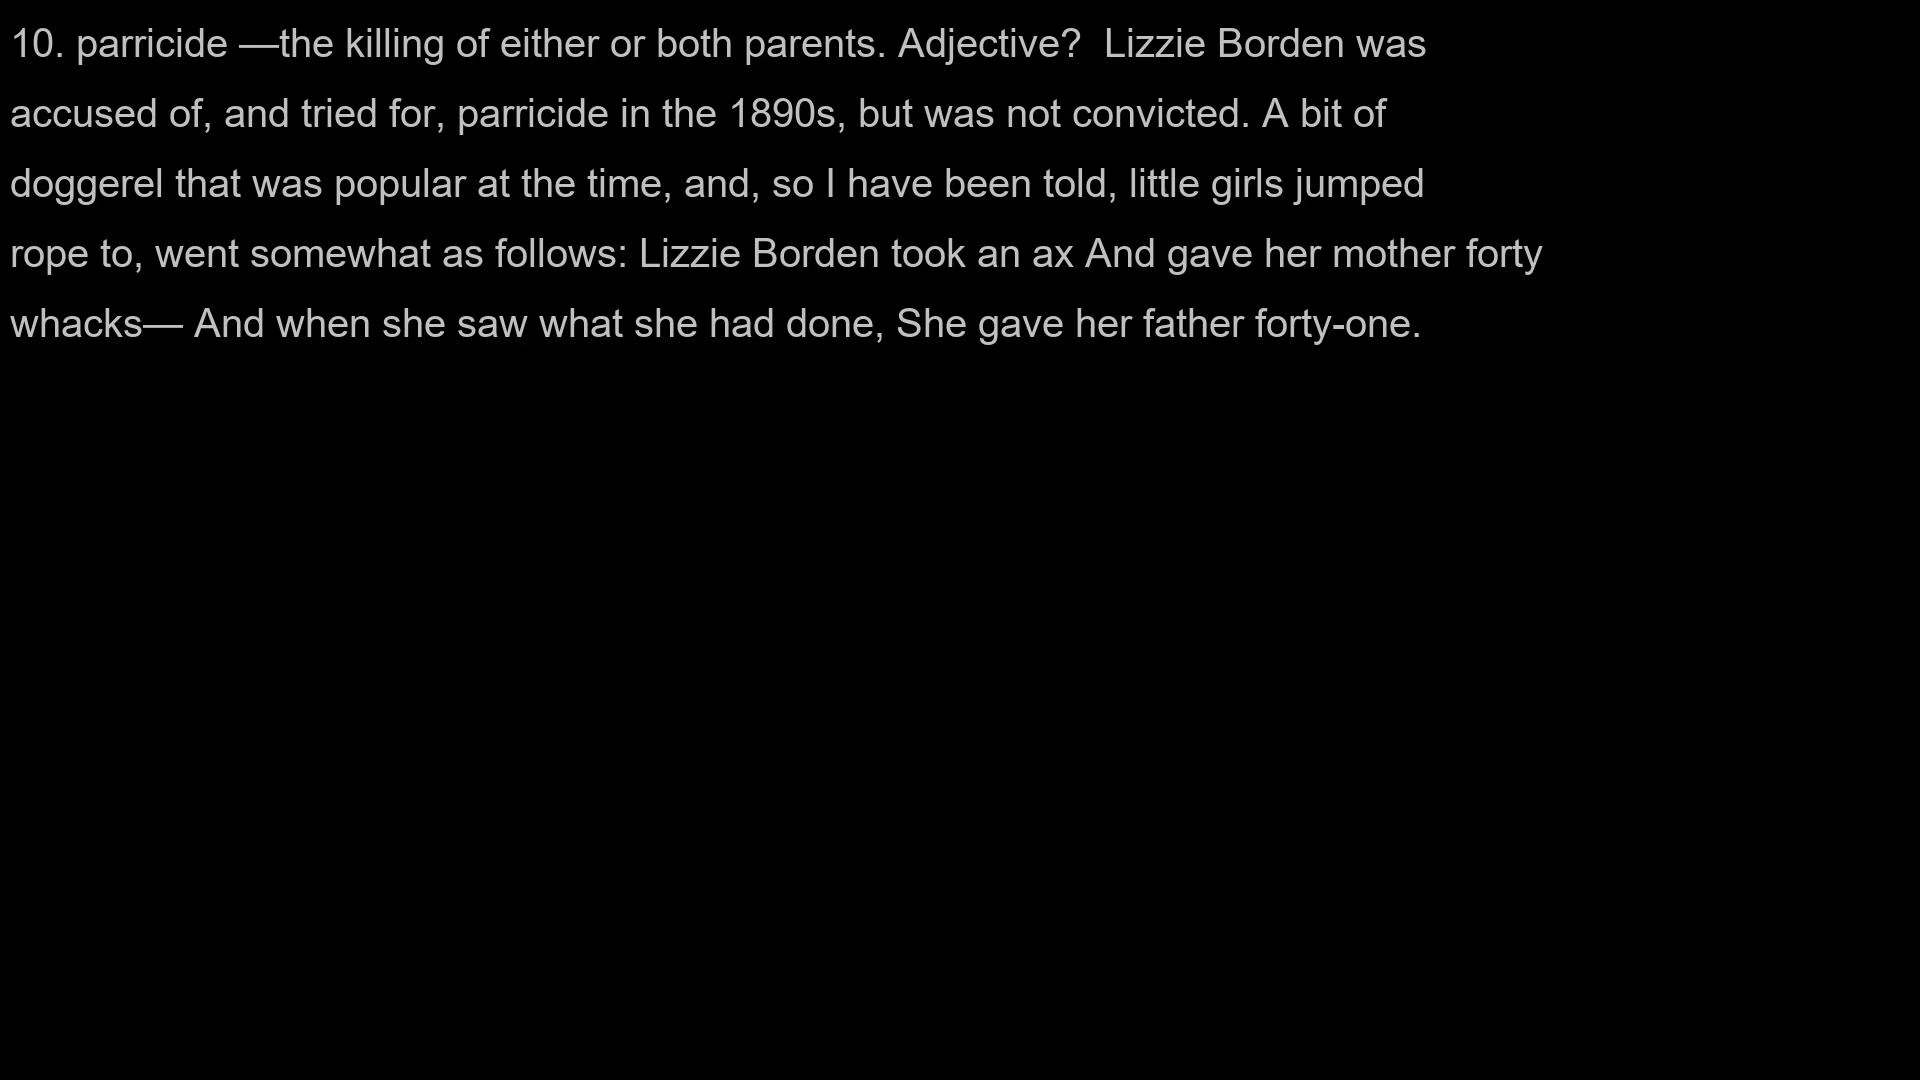 10. parricide —the killing of either or both parents. Adjective?  Lizzie Borden was
accused of, and tried for, parricide in the 1890s, but was not convicted. A bit of
doggerel that was popular at the time, and, so I have been told, little girls jumped
rope to, went somewhat as follows: Lizzie Borden took an ax And gave her mother forty
whacks— And when she saw what she had done, She gave her father forty-one.